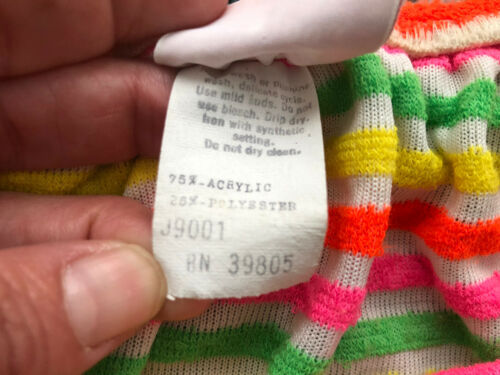 wash, delicate cycle.
Use mild suds. Do not
use bleach. Drip dry-
iron with synthetic
setting.
Do not dry clean.
75%-ACRYLIC
25%-POLYESTER
J9001
RN 39805